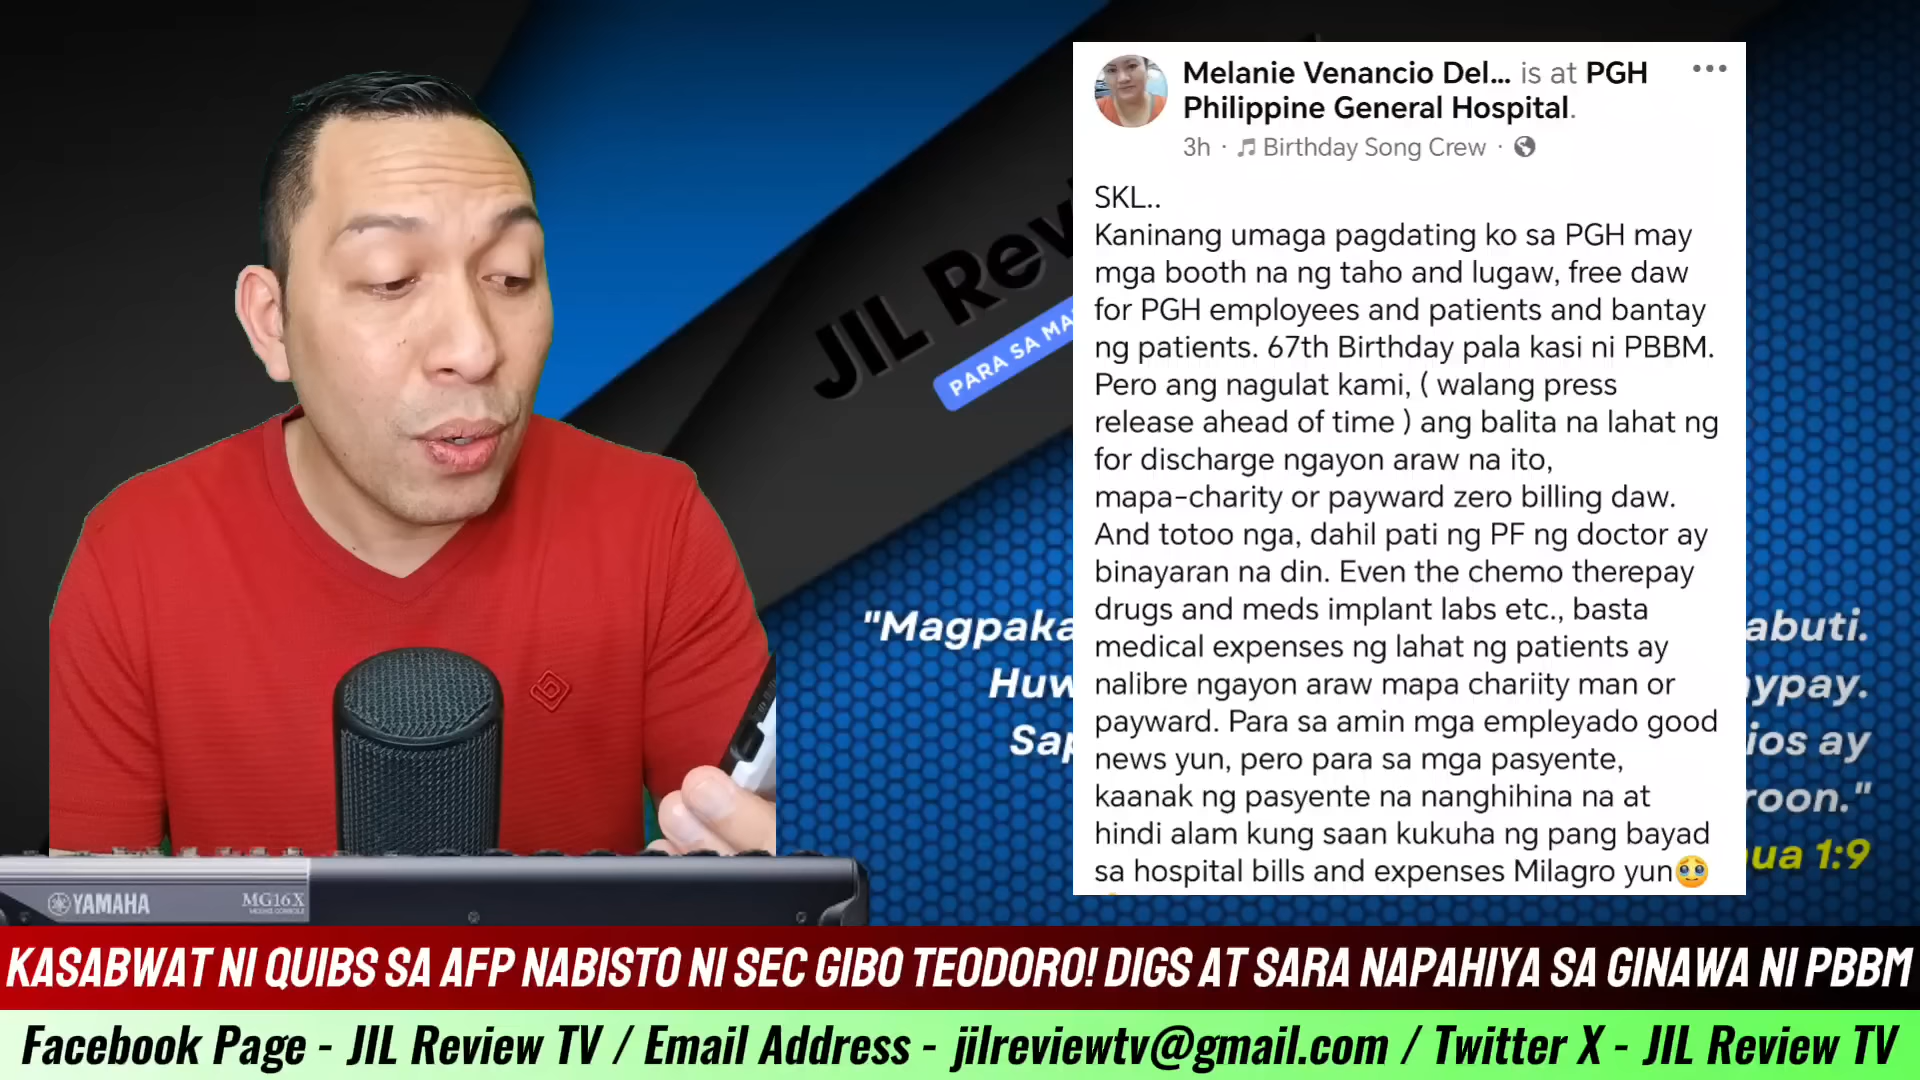 Melanie Venancio Del... is at PGH
Philippine General Hospital.
3h · Birthday Song Crew ·
SKL..
Kaninang umaga pagdating ko sa PGH may
mga booth na ng taho and lugaw, free daw
for PGH employees and patients and bantay
ng patients. 67th Birthday pala kasi ni PBBM.
Pero ang nagulat kami, ( walang press
release ahead of time ) ang balita na lahat ng
for discharge ngayon araw na ito,
mapa-charity or payward zero billing daw.
And totoo nga, dahil pati ng PF ng doctor ay
binayaran na din. Even the chemo therepay
drugs and meds implant labs etc., basta
medical expenses ng lahat ng patients ay
nalibre ngayon araw mapa chariity man or
payward. Para sa amin mga empleyado good
news yun, pero para sa mga pasyente,
kaanak ng pasyente na nanghihina na at
hindi alam kung saan kukuha ng pang bayad
sa hospital bills and expenses Milagro yun🥹
JIL Rev
PARA SA MA
"Magpaka abuti.
Huw ypay.
Sap ios ay
roon."
ua 1:9
YAMAHA
MG16X
KASABWAT NI QUIBS SA AFP NABISTO NI SEC GIBO TEODORO! DIGS AT SARA NAPAHIYA SA GINAWA NI PBBM
Facebook Page - JIL Review TV / Email Address - jilreviewtv@gmail.com / Twitter X - JIL Review TV